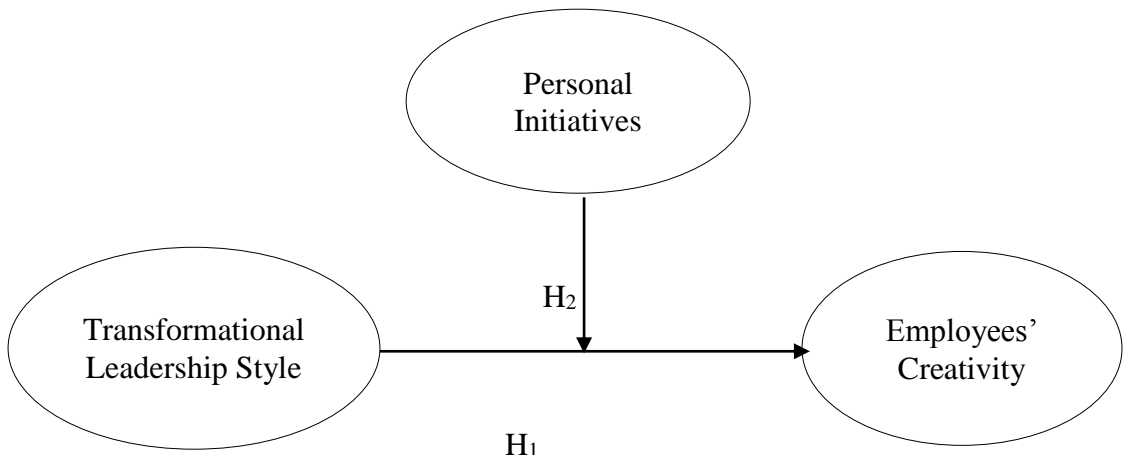 Personal
Initiatives
H₂
Transformational
Leadership Style
Employees’
Creativity
H₁